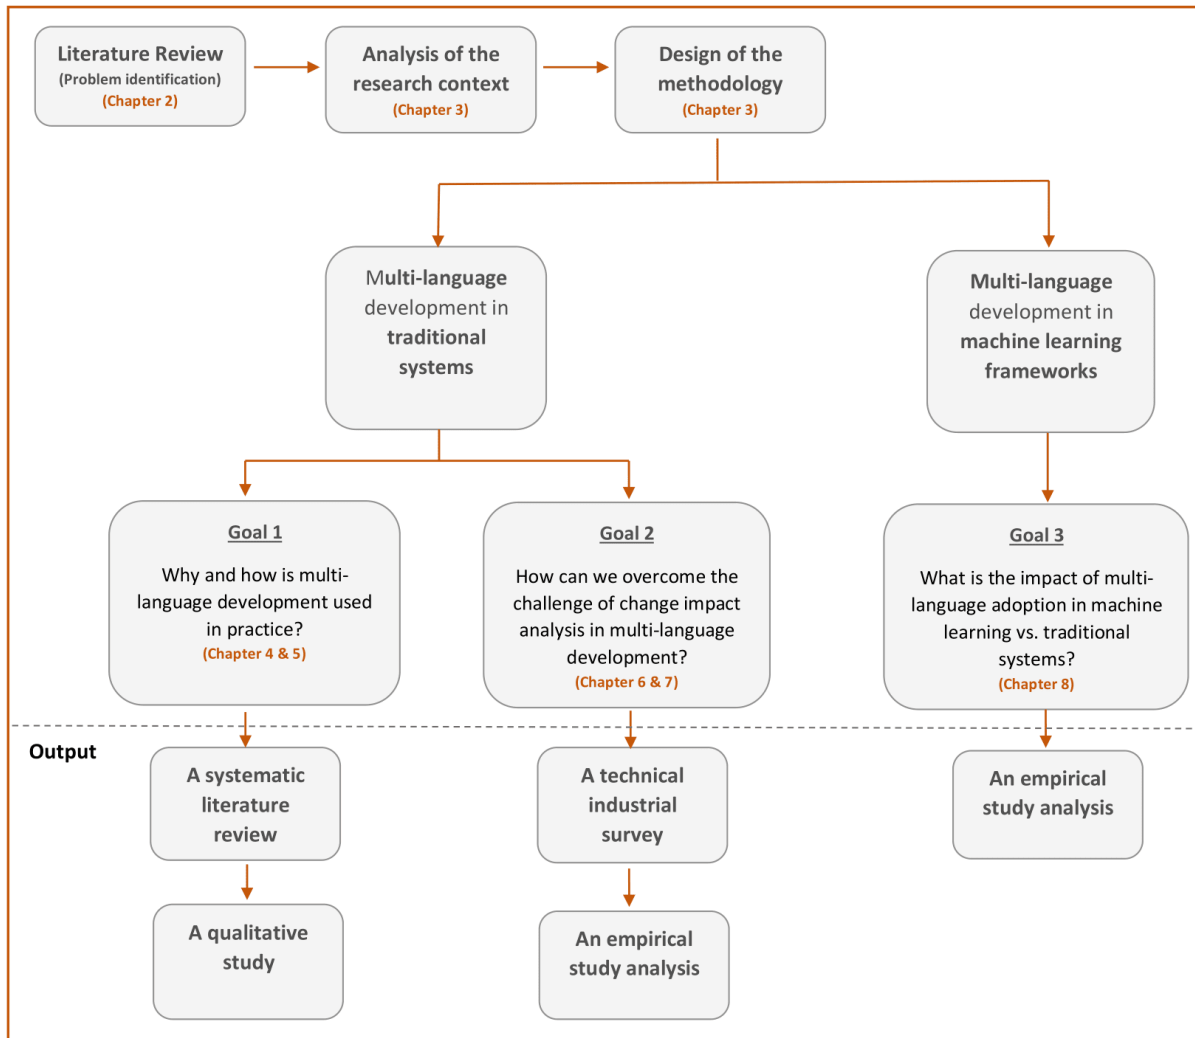 Literature Review
(Problem identification)
(Chapter 2)
Analysis of the
research context
(Chapter 3)
Design of the
methodology
(Chapter 3)
Multi-language
development in
traditional
systems
Multi-language
development in
machine learning
frameworks
Goal 1
Why and how is multi-
language development used
in practice?
(Chapter 4 & 5)
Goal 2
How can we overcome the
challenge of change impact
analysis in multi-language
development?
(Chapter 6 & 7)
Goal 3
What is the impact of multi-
language adoption in machine
learning vs. traditional
systems?
(Chapter 8)
Output
A systematic
literature
review
A technical
industrial
survey
An empirical
study analysis
A qualitative
study
An empirical
study analysis